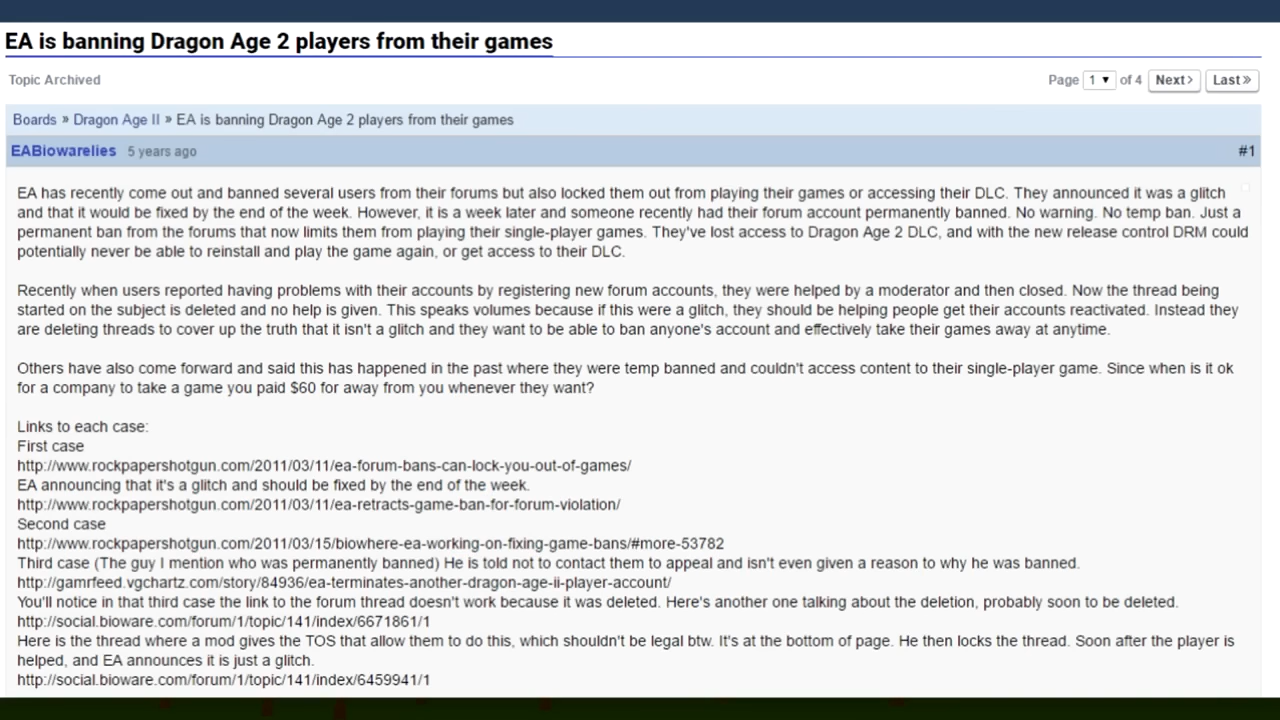 EA is banning Dragon Age 2 players from their games
Topic Archived
Page 1 ▼ of 4 Next> Last»
Boards » Dragon Age II » EA is banning Dragon Age 2 players from their games
EABiowarelies 5 years ago #1
EA has recently come out and banned several users from their forums but also locked them out from playing their games or accessing their DLC. They announced it was a glitch
and that it would be fixed by the end of the week. However, it is a week later and someone recently had their forum account permanently banned. No warning. No temp ban. Just a
permanent ban from the forums that now limits them from playing their single-player games. They've lost access to Dragon Age 2 DLC, and with the new release control DRM could
potentially never be able to reinstall and play the game again, or get access to their DLC.
Recently when users reported having problems with their accounts by registering new forum accounts, they were helped by a moderator and then closed. Now the thread being
started on the subject is deleted and no help is given. This speaks volumes because if this were a glitch, they should be helping people get their accounts reactivated. Instead they
are deleting threads to cover up the truth that it isn't a glitch and they want to be able to ban anyone's account and effectively take their games away at anytime.
Others have also come forward and said this has happened in the past where they were temp banned and couldn't access content to their single-player game. Since when is it ok
for a company to take a game you paid $60 for away from you whenever they want?
Links to each case:
First case
http://www.rockpapershotgun.com/2011/03/11/ea-forum-bans-can-lock-you-out-of-games/
EA announcing that it's a glitch and should be fixed by the end of the week.
http://www.rockpapershotgun.com/2011/03/11/ea-retracts-game-ban-for-forum-violation/
Second case
http://www.rockpapershotgun.com/2011/03/15/biowhere-ea-working-on-fixing-game-bans/#more-53782
Third case (The guy I mention who was permanently banned) He is told not to contact them to appeal and isn't even given a reason to why he was banned.
http://gamrfeed.vgchartz.com/story/84936/ea-terminates-another-dragon-age-ii-player-account/
You'll notice in that third case the link to the forum thread doesn't work because it was deleted. Here's another one talking about the deletion, probably soon to be deleted.
http://social.bioware.com/forum/1/topic/141/index/6671861/1
Here is the thread where a mod gives the TOS that allow them to do this, which shouldn't be legal btw. It's at the bottom of page. He then locks the thread. Soon after the player is
helped, and EA announces it is just a glitch.
http://social.bioware.com/forum/1/topic/141/index/6459941/1